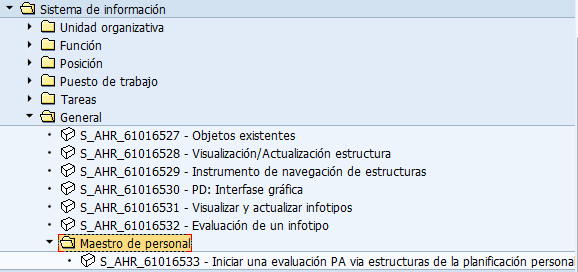 Sistema de información
Unidad organizativa
Función
Posición
Puesto de trabajo
Tareas
General
S_AHR_61016527 - Objetos existentes
S_AHR_61016528 - Visualización/Actualización estructura
S_AHR_61016529 - Instrumento de navegación de estructuras
S_AHR_61016530 - PD: Interfase gráfica
S_AHR_61016531 - Visualizar y actualizar infotipos
S_AHR_61016532 - Evaluación de un infotipo
Maestro de personal
S_AHR_61016533 - Iniciar una evaluación PA via estructuras de la planificación persona